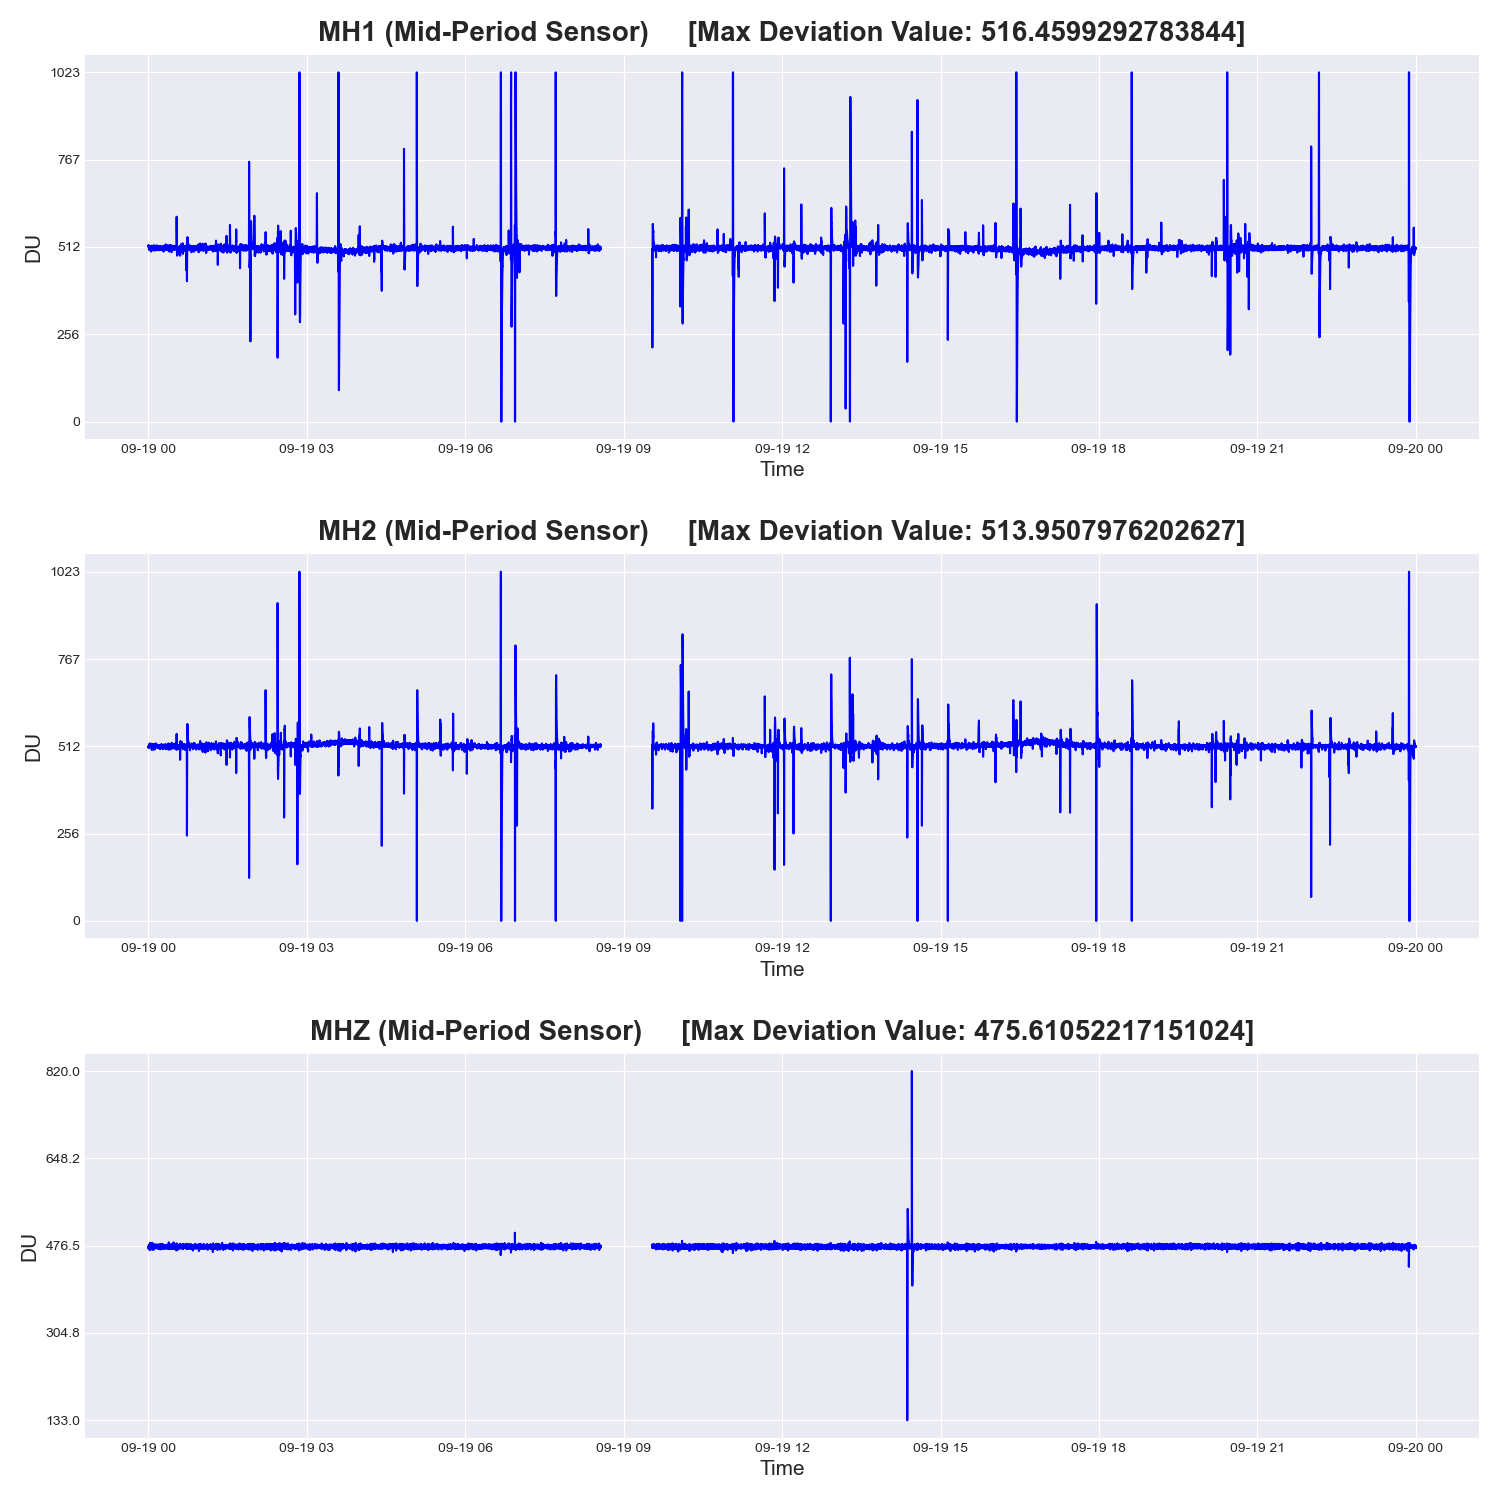 MH1 (Mid-Period Sensor)     [Max Deviation Value: 516.4599292783844]
1023
767
512
256
0
DU
09-19 00 09-19 03 09-19 06 09-19 09 09-19 12 09-19 15 09-19 18 09-19 21 09-20 00
Time
MH2 (Mid-Period Sensor)     [Max Deviation Value: 513.9507976202627]
1023
767
512
256
0
DU
09-19 00 09-19 03 09-19 06 09-19 09 09-19 12 09-19 15 09-19 18 09-19 21 09-20 00
Time
MHZ (Mid-Period Sensor)     [Max Deviation Value: 475.61052217151024]
820.0
648.2
476.5
304.8
133.0
DU
09-19 00 09-19 03 09-19 06 09-19 09 09-19 12 09-19 15 09-19 18 09-19 21 09-20 00
Time